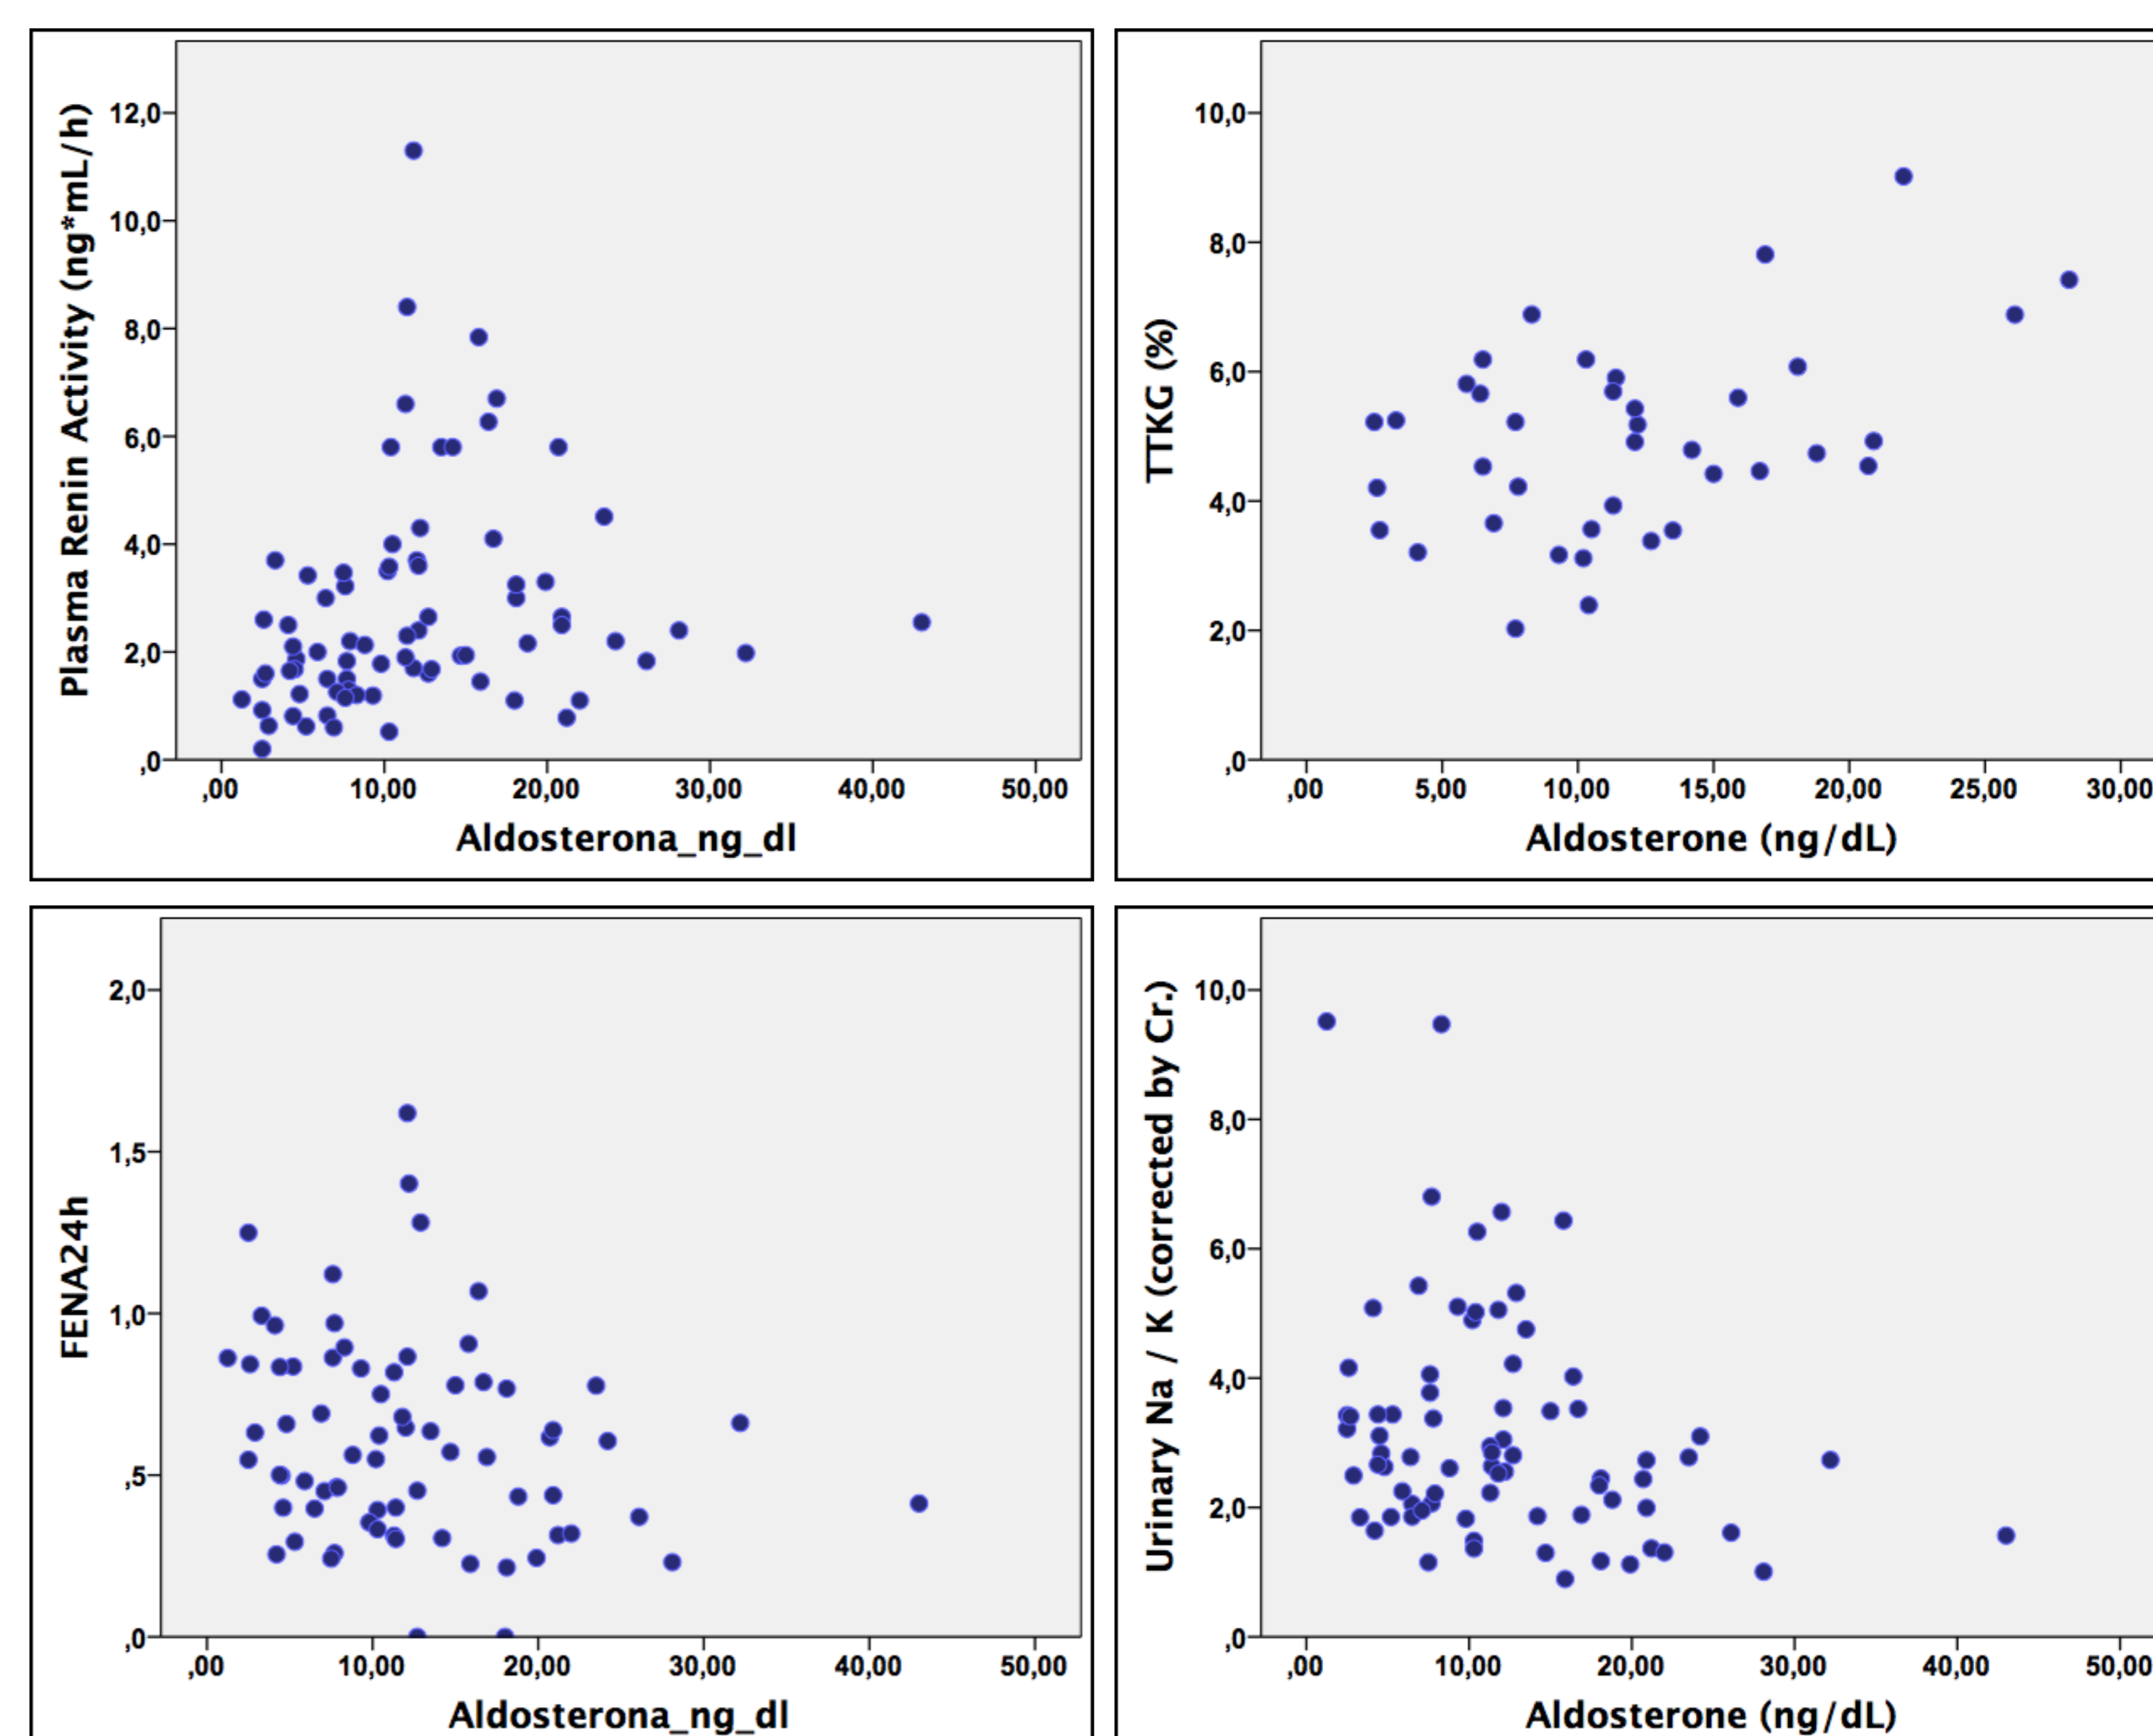 Plasma Renin Activity (ng*mL/h)
12,0
10,0
8,0
6,0
4,0
2,0
,0
,00 10,00 20,00 30,00 40,00 50,00
Aldosterona_ng_dl
TTKG (%)
10,0
8,0
6,0
4,0
2,0
,0
,00 5,00 10,00 15,00 20,00 25,00 30,00
Aldosterone (ng/dL)
FENA24h
2,0
1,5
1,0
,5
,0
,00 10,00 20,00 30,00 40,00 50,00
Aldosterona_ng_dl
Urinary Na / K (corrected by Cr.)
10,0
8,0
6,0
4,0
2,0
,0
,00 10,00 20,00 30,00 40,00 50,00
Aldosterone (ng/dL)